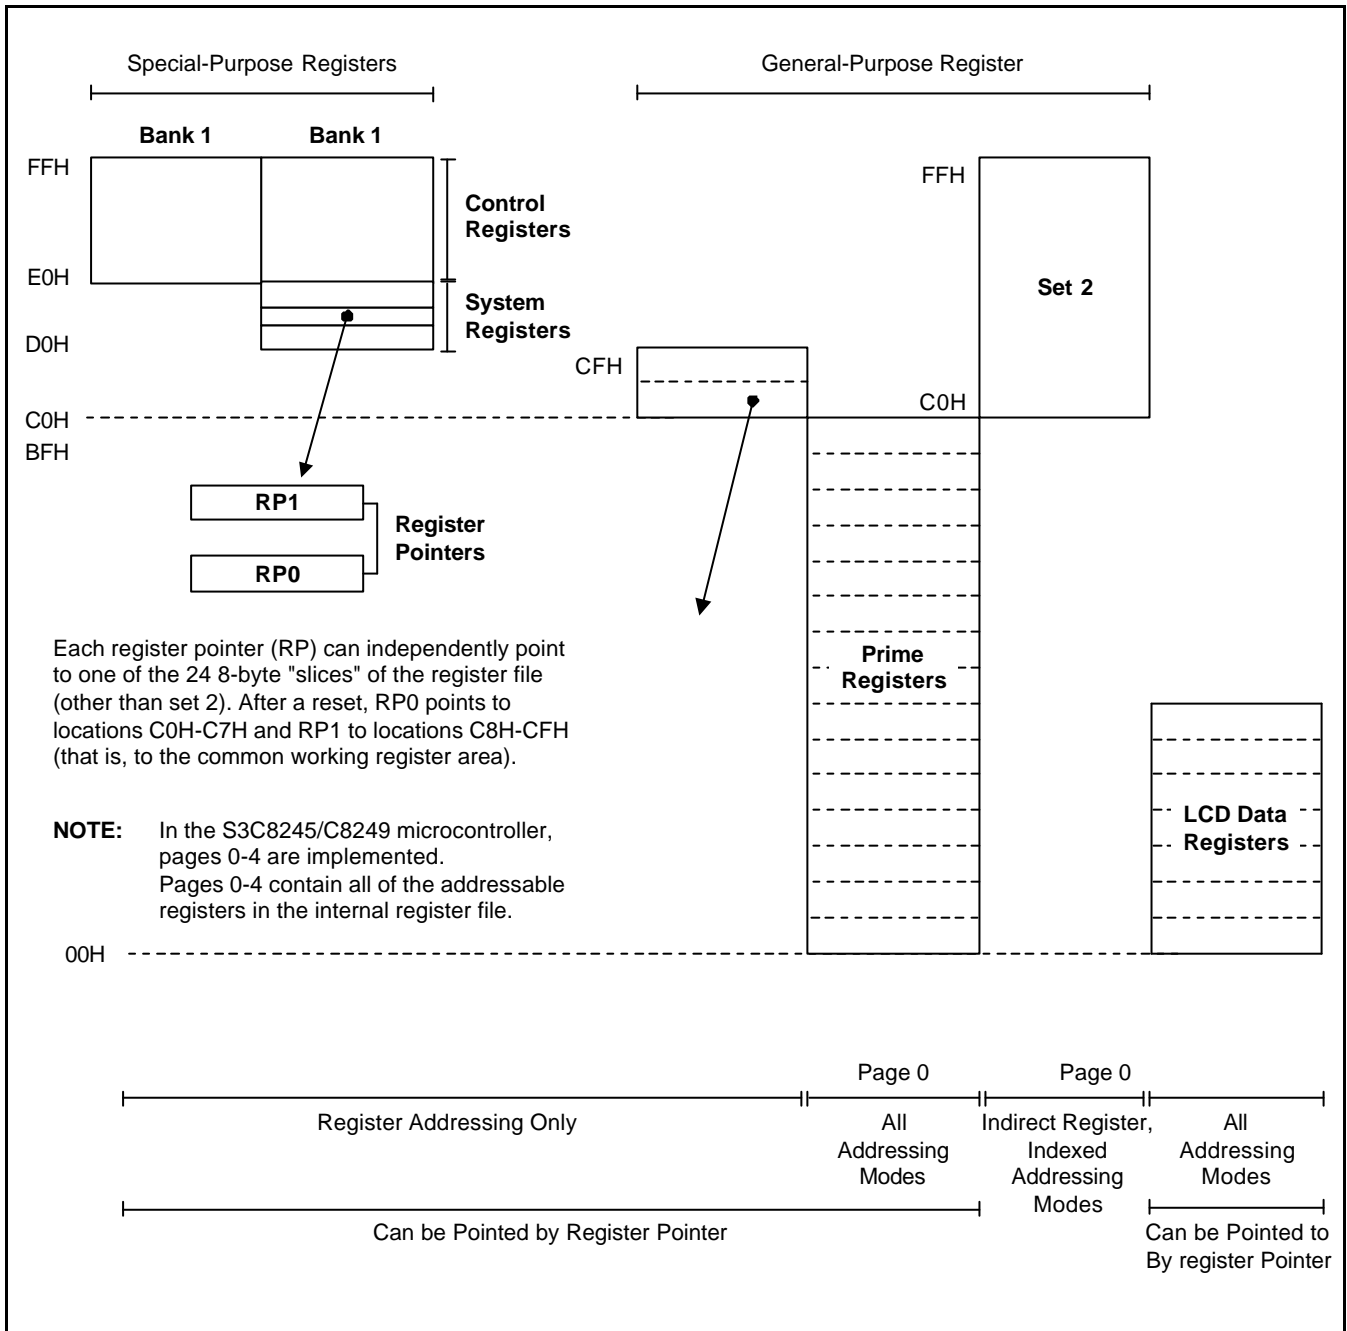 Special-Purpose Registers
General-Purpose Register
Bank 1
Bank 1
FFH
E0H
D0H
C0H
BFH
Control
Registers
System
Registers
FFH
Set 2
CFH
C0H
RP1
RP0
Register
Pointers
Each register pointer (RP) can independently point
to one of the 24 8-byte "slices" of the register file
(other than set 2). After a reset, RP0 points to
locations C0H-C7H and RP1 to locations C8H-CFH
(that is, to the common working register area).
NOTE: In the S3C8245/C8249 microcontroller,
pages 0-4 are implemented.
Pages 0-4 contain all of the addressable
registers in the internal register file.
Prime
Registers
LCD Data
Registers
00H
Page 0
Page 0
Register Addressing Only
All
Addressing
Modes
Indirect Register,
Indexed
Addressing
Modes
All
Addressing
Modes
Can be Pointed by Register Pointer
Can be Pointed to
By register Pointer